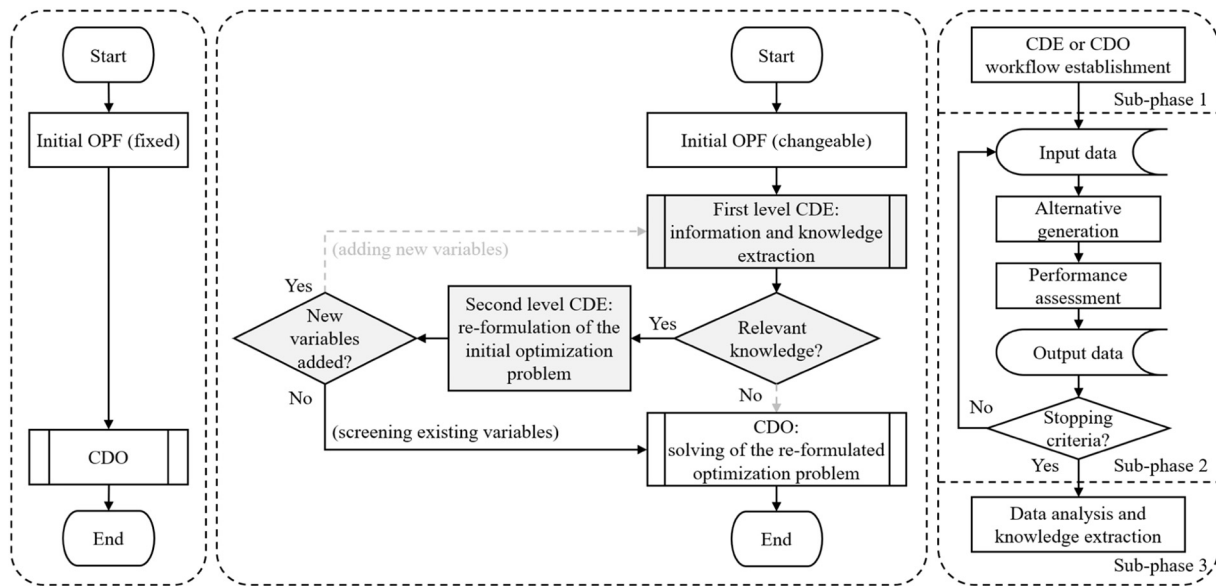 Start
Initial OPF (fixed)
CDO
End
Start
Initial OPF (changeable)
First level CDE:
information and knowledge
extraction
(adding new variables)
Yes
New
variables
added?
Second level CDE:
re-formulation of the
initial optimization
problem
Yes
Relevant
knowledge?
No
No
(screening existing variables)
CDO:
solving of the re-formulated
optimization problem
End
CDE or CDO
workflow establishment
Sub-phase 1
Input data
Alternative
generation
Performance
assessment
Output data
No
Stopping
criteria?
Yes
Sub-phase 2
Data analysis and
knowledge extraction
Sub-phase 3